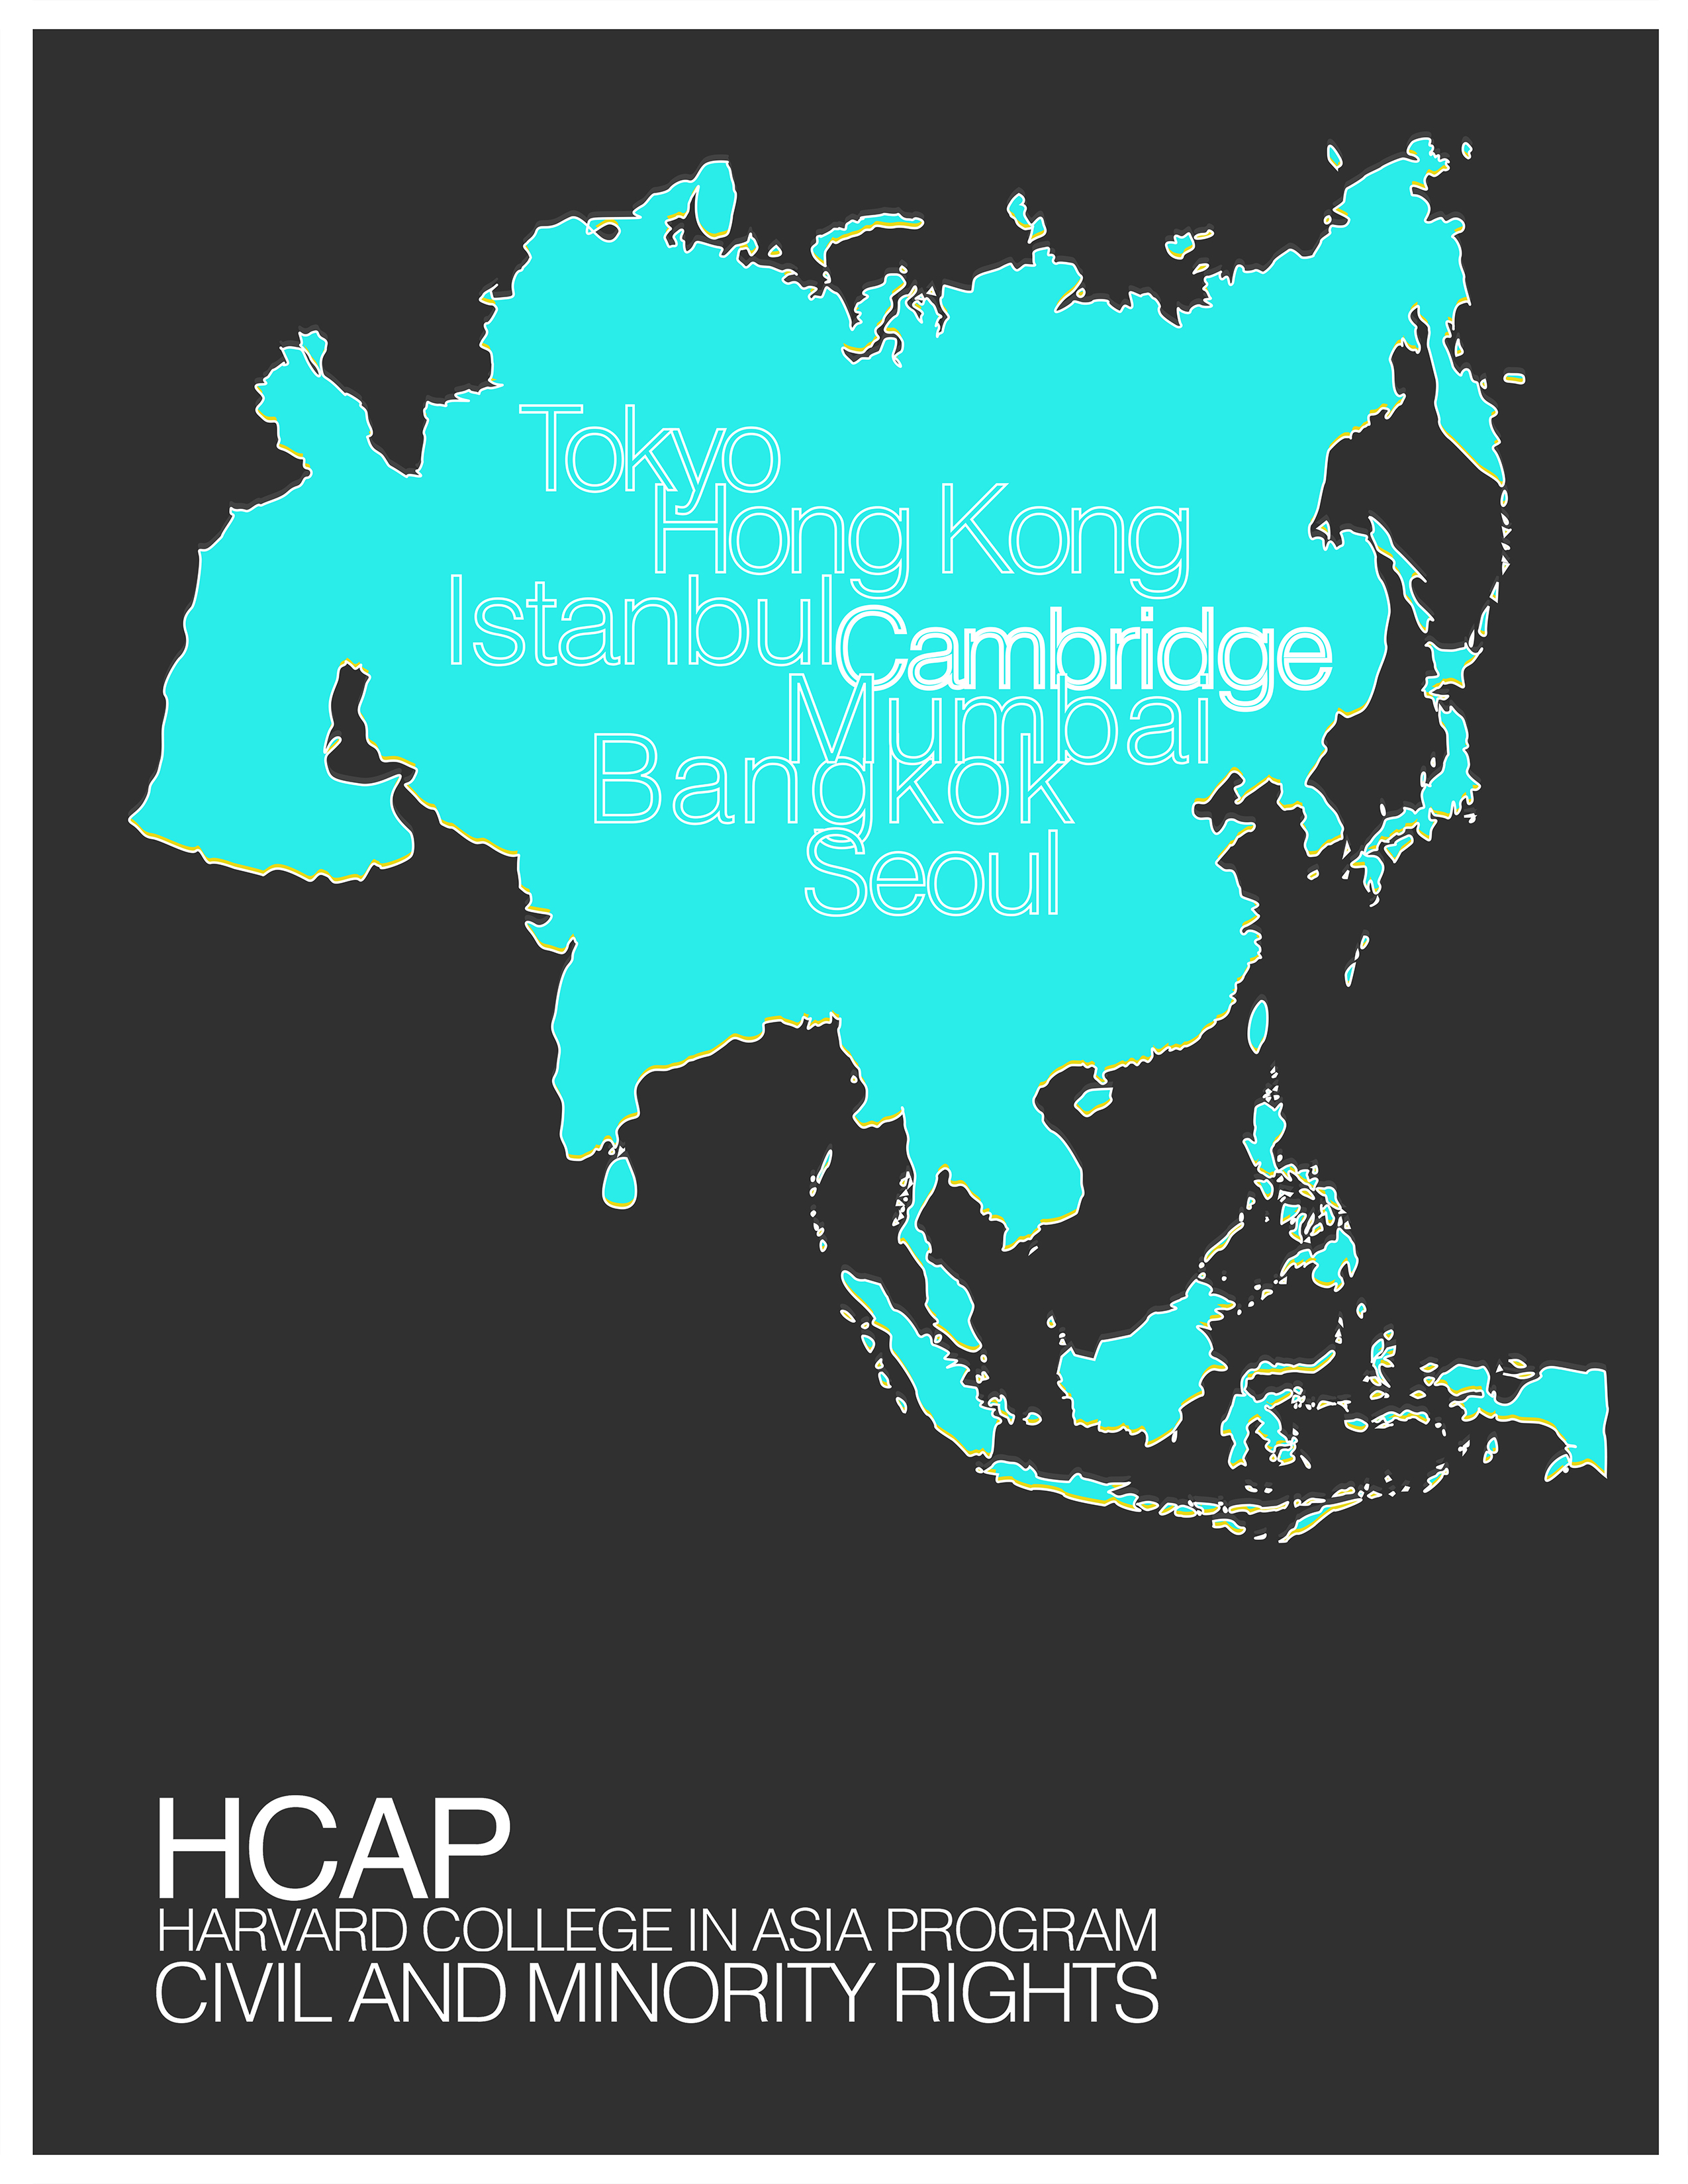 Tokyo
Hong Kong
Istanbul
Cambridge
Mumbai
Bangkok
Seoul
HCAP
HARVARD COLLEGE IN ASIA PROGRAM
CIVIL AND MINORITY RIGHTS